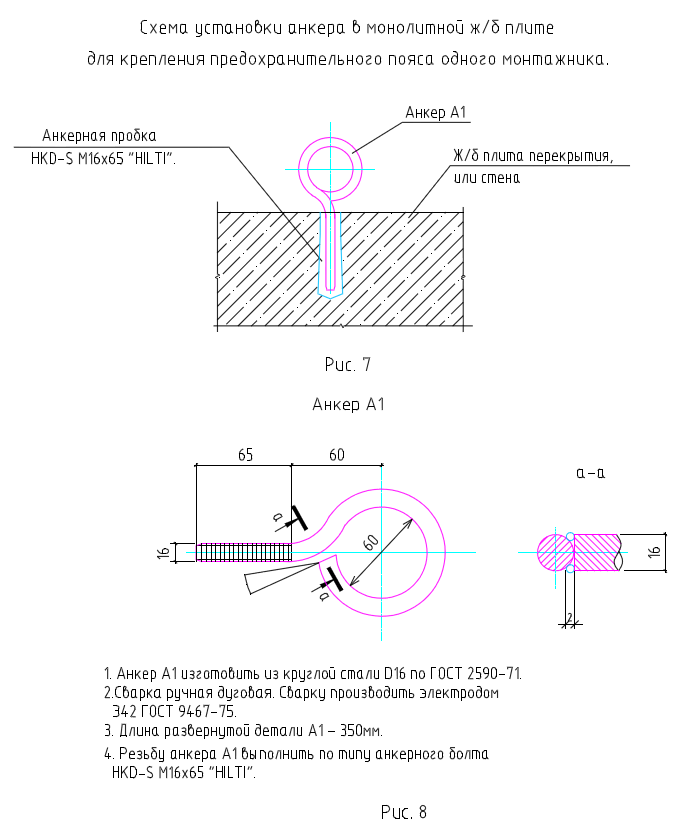 Схема установки анкера в монолитной ж/б плите
для крепления предохранительного пояса одного монтажника.
Анкер А1
Анкерная пробка
HKD-S M16x65 "HILTI".
Ж/б плита перекрытия,
или стена
Рис. 7
Анкер А1
65
60
а-а
а
16
60
а
16
2
1. Анкер А1 изготовить из круглой стали D16 по ГОСТ 2590-71.
2.Сварка ручная дуговая. Сварку производить электродом
Э42 ГОСТ 9467-75.
3. Длина развернутой детали А1 - 350мм.
4. Резьбу анкера А1 выполнить по типу анкерного болта
HKD-S M16x65 "HILTI".
Рис. 8